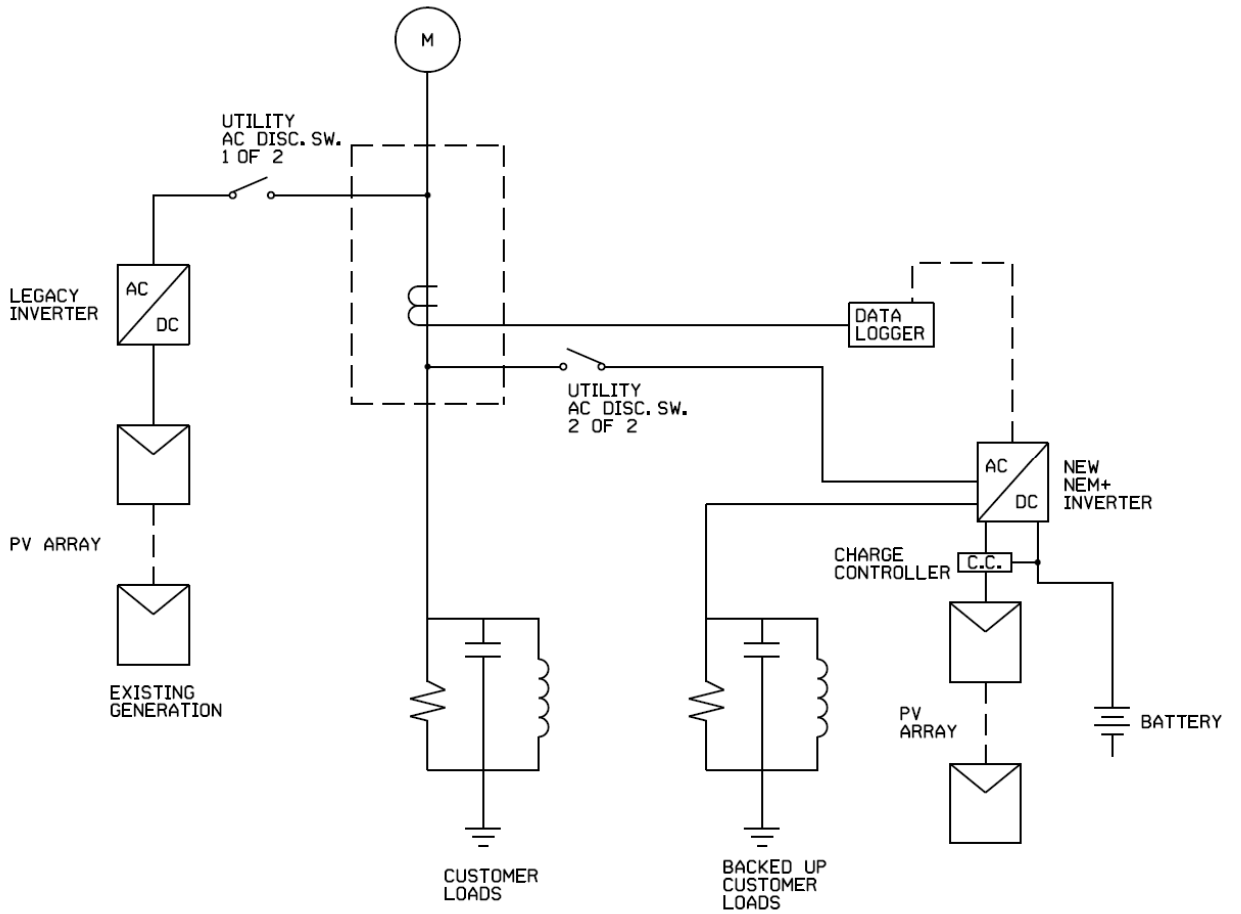 M
UTILITY
AC DISC. SW.
1 OF 2
LEGACY
INVERTER
AC
DC
DATA
LOGGER
UTILITY
AC DISC. SW.
2 OF 2
AC
DC
NEW
NEM+
INVERTER
PV ARRAY
CHARGE
CONTROLLER
C.C.
EXISTING
GENERATION
PV
ARRAY
BATTERY
CUSTOMER
LOADS
BACKED UP
CUSTOMER
LOADS